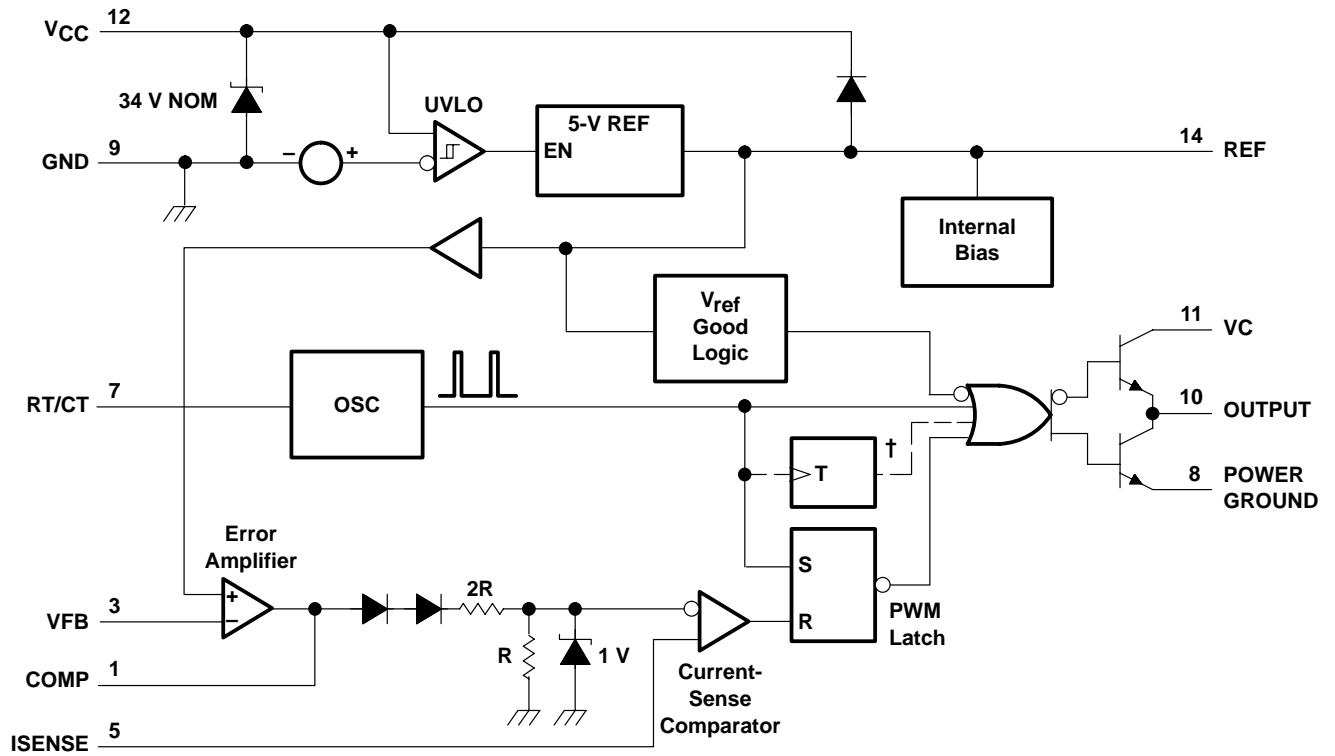 VCC 12
34 V NOM
UVLO
5-V REF
EN
GND 9
−
+
14 REF
Internal
Bias
Vref
Good
Logic
11 VC
RT/CT 7
OSC
10 OUTPUT
†
T
8 POWER
GROUND
Error
Amplifier
S
+
2R
VFB 3
−
R
PWM
Latch
R
1 V
COMP 1
Current-
Sense
Comparator
ISENSE 5